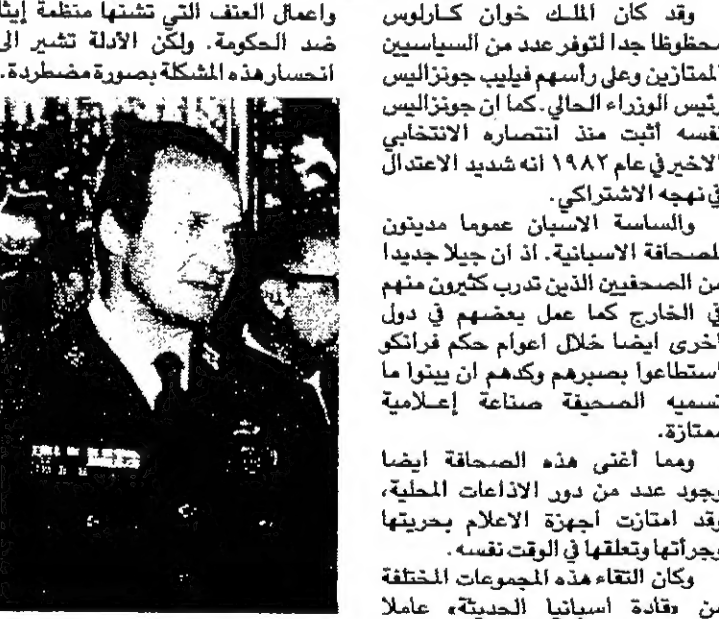 وقد كان الملك خوان كارلوس
محظوظا جدا لتوفر عدد من السياسيين
الممتازين وعلى رأسهم فيليب جونزاليس
رئيس الوزراء الحالي. كما ان جونزاليس
نفسه أثبت منذ انتصاره الانتخابي
الاخير في عام ١٩٨٢ انه شديد الاعتدال
في نهجه الاشتراكي.
والساسة الاسبان عموما مدينون
للصحافة الاسبانية. اذ ان جيلا جديدا
من الصحفيين الذين تدرب كثيرون منهم
في الخارج كما عمل بعضهم في دول
اخرى ايضا خلال اعوام حكم فرانكو
استطاعوا بصبرهم وكدهم ان يبنوا ما
تسميه الصحيفة صناعة إعلامية
ممتازة.
ومما أغنى هذه الصحافة ايضا
وجود عدد من دور الاذاعات المحلية،
وقد امتازت اجهزة الاعلام بحريتها
وجرأتها وتعلقها في الوقت نفسه.
وكان التقاء هذه المجموعات المختلفة
من «قادة اسبانيا الحديثة» عاملا
واعمال العنف التي تشنها منظمة إيتا
ضد الحكومة. ولكن الأدلة تشير الى
انحسار هذه المشكلة بصورة مضطردة.